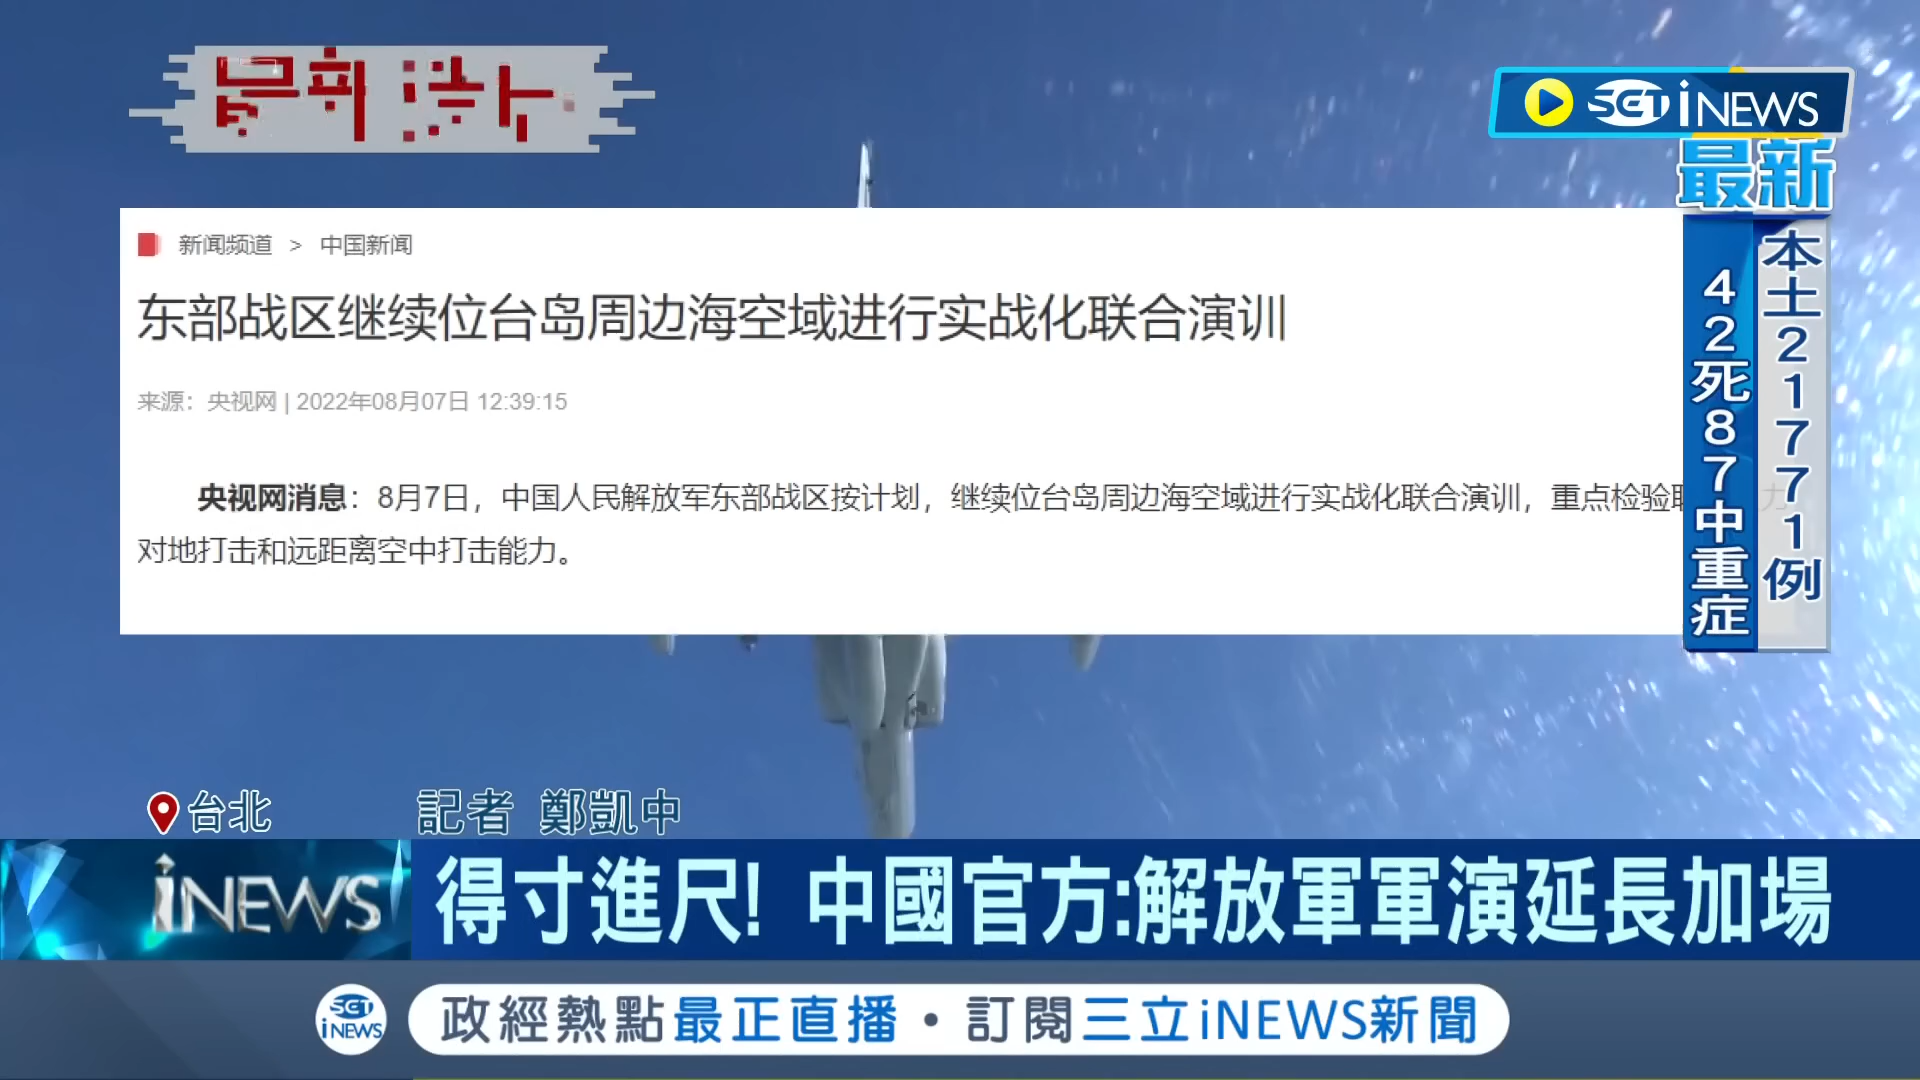 SET iNEWS
最新
本土21771例
42死87中重症
新闻频道 > 中国新闻
东部战区继续位台岛周边海空域进行实战化联合演训
来源：央视网 | 2022年08月07日 12:39:15
央视网消息：8月7日，中国人民解放军东部战区按计划，继续位台岛周边海空域进行实战化联合演训，重点检验
对地打击和远距离空中打击能力。
台北
記者 鄭凱中
iNEWS
得寸進尺! 中國官方:解放軍軍演延長加場
SET iNEWS
政經熱點最正直播・訂閱三立iNEWS新聞